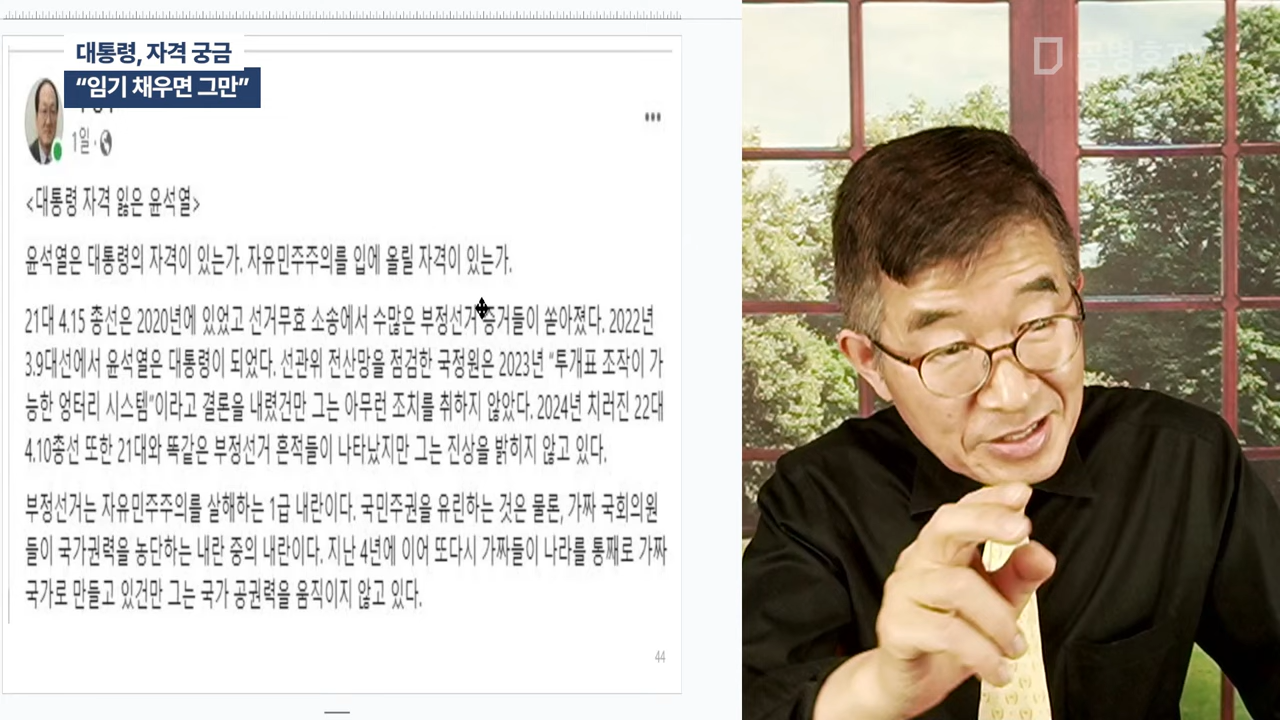 대통령, 자격 궁금
“임기 채우면 그만”
1일 ·
<대통령 자격 잃은 윤석열>
윤석열은 대통령의 자격이 있는가. 자유민주주의를 입에 올릴 자격이 있는가.
21대 4.15 총선은 2020년에 있었고 선거무효 소송에서 수많은 부정선거 증거들이 쏟아졌다. 2022년
3.9대선에서 윤석열은 대통령이 되었다. 선관위 전산망을 점검한 국정원은 2023년 “투개표 조작이 가
능한 엉터리 시스템”이라고 결론을 내렸건만 그는 아무런 조치를 취하지 않았다. 2024년 치러진 22대
4.10총선 또한 21대와 똑같은 부정선거 흔적들이 나타났지만 그는 진상을 밝히지 않고 있다.
부정선거는 자유민주주의를 살해하는 1급 내란이다. 국민주권을 유린하는 것은 물론, 가짜 국회의원
들이 국가권력을 농단하는 내란 중의 내란이다. 지난 4년에 이어 또다시 가짜들이 나라를 통째로 가짜
국가로 만들고 있건만 그는 국가 공권력을 움직이지 않고 있다.
44
공병호TV